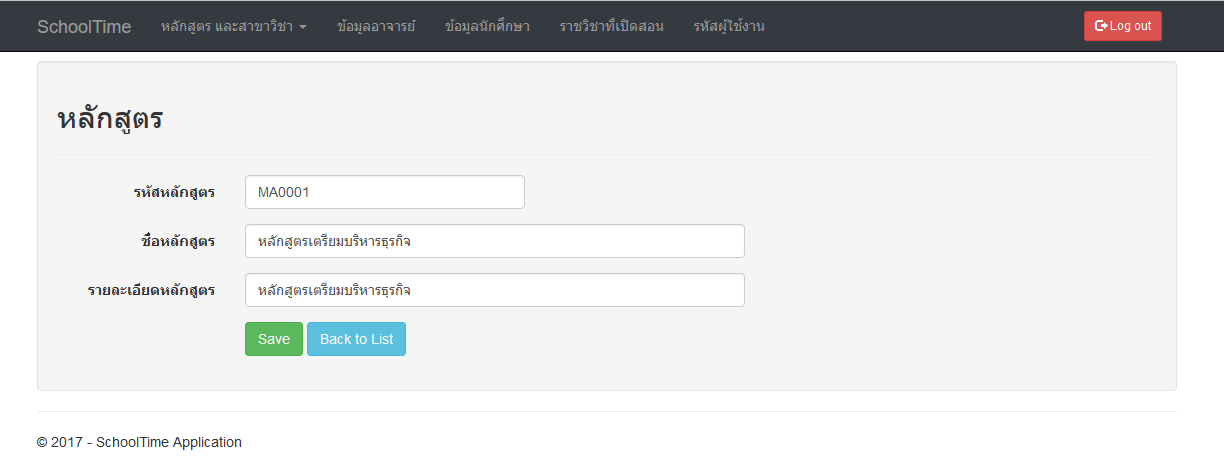 SchoolTime หลักสูตร และสาขาวิชา ข้อมูลอาจารย์ ข้อมูลนักศึกษา ราชวิชาที่เปิดสอน รหัสผู้ใช้งาน Log out
หลักสูตร
รหัสหลักสูตร MA0001
ชื่อหลักสูตร หลักสูตรเตรียมบริหารธุรกิจ
รายละเอียดหลักสูตร หลักสูตรเตรียมบริหารธุรกิจ
Save Back to List
© 2017 - SchoolTime Application